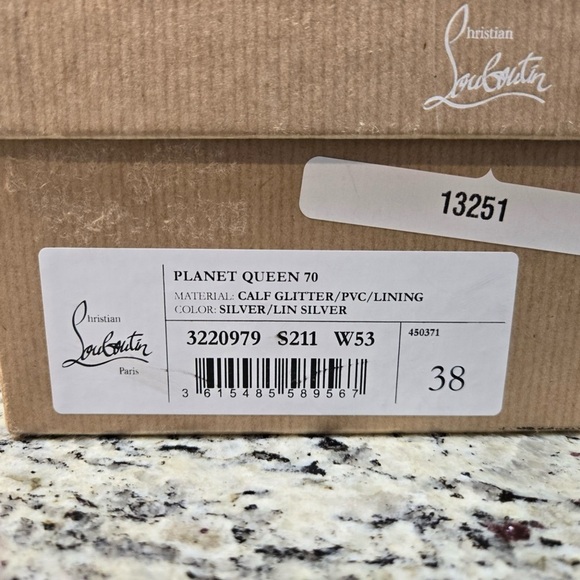 Christian
Louboutin
13251
PLANET QUEEN 70
MATERIAL: CALF GLITTER/PVC/LINING
COLOR: SILVER/LIN SILVER
Christian
Louboutin
Paris
3220979 S211 W53
450371
38
3 615485 589567